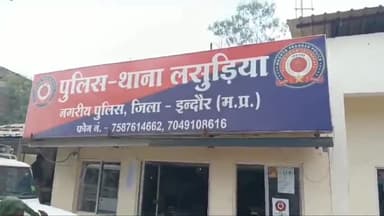 पुलिस-थाना लसुड़िया
नगरीय पुलिस, जिला - इन्दौर (म.प्र.)
फोन नं. - 7587614662, 7049108616